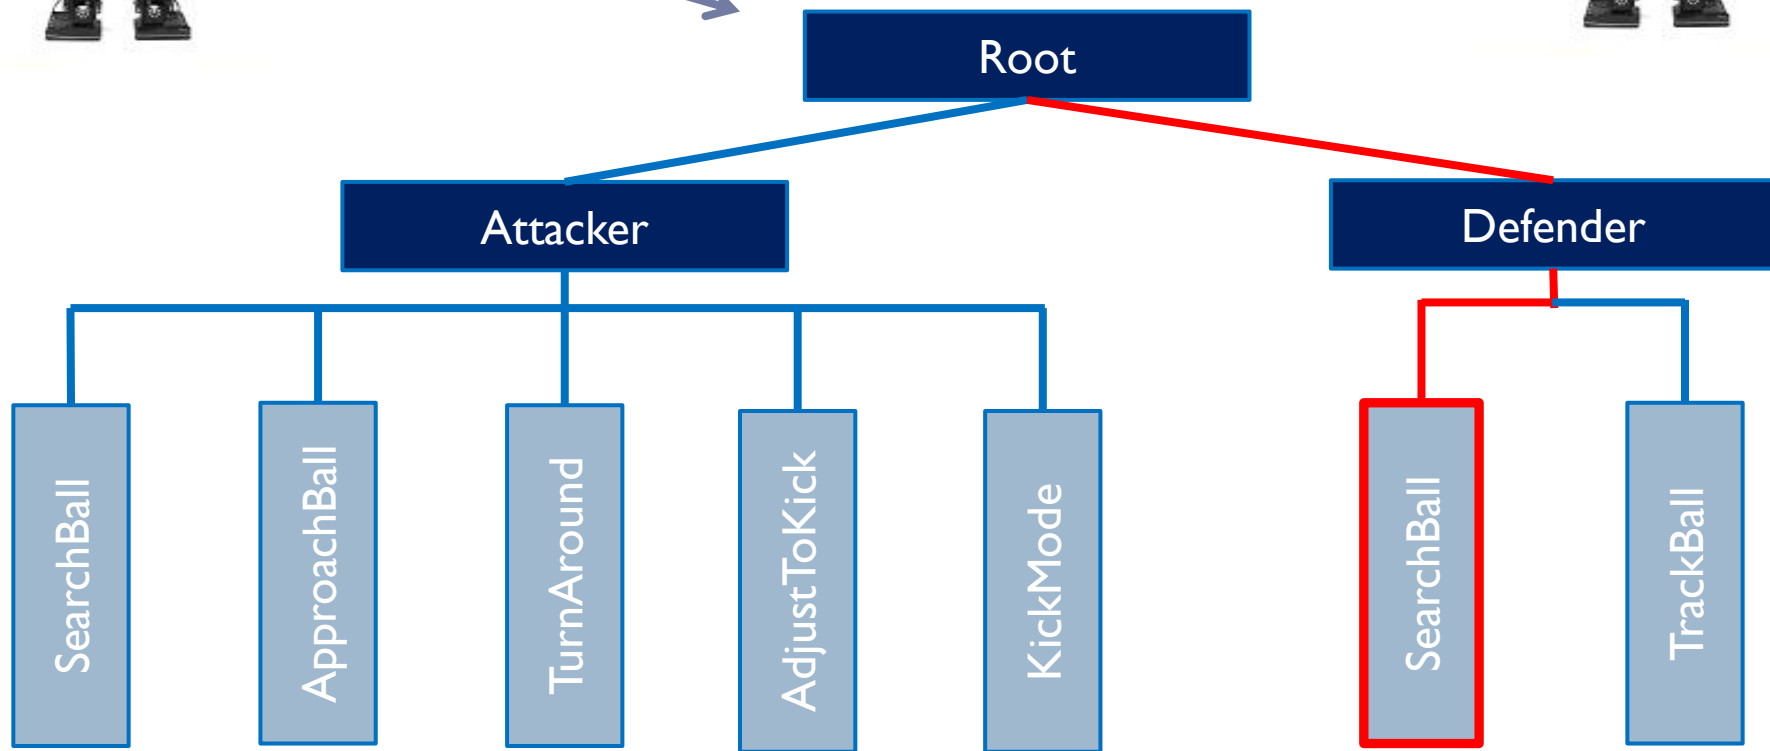 Root
Attacker
Defender
SearchBall
ApproachBall
TurnAround
AdjustToKick
KickMode
SearchBall
TrackBall